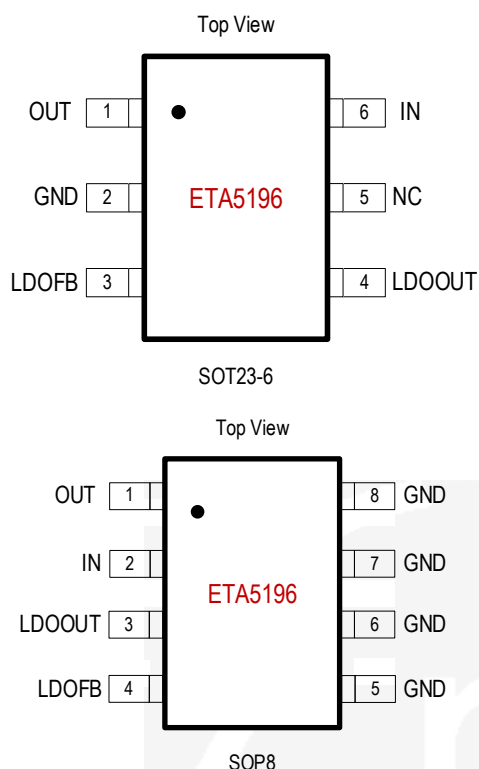 Top View
OUT 1 6 IN
GND 2 ETA5196 5 NC
LDOFB 3 4 LDOOUT
SOT23-6
Top View
OUT 1 8 GND
IN 2 7 GND
ETA5196
LDOOUT 3 6 GND
LDOFB 4 5 GND
SOP8